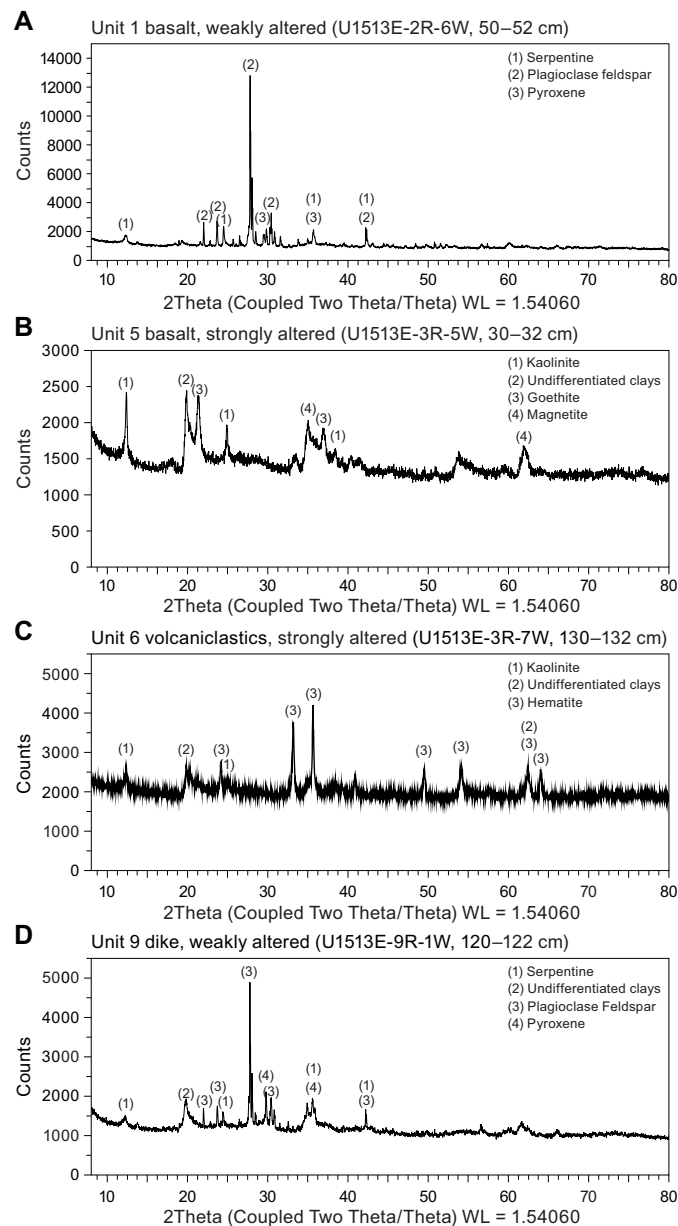 A
Unit 1 basalt, weakly altered (U1513E-2R-6W, 50–52 cm)
14000
12000
10000
8000
6000
4000
2000
0
Counts
(1) Serpentine
(2) Plagioclase feldspar
(3) Pyroxene
(1)
(2)
(2)
(1)
(2)
(3)
(2)
(1)
(3)
(1)
(2)
10 20 30 40 50 60 70 80
2Theta (Coupled Two Theta/Theta) WL = 1.54060
B
Unit 5 basalt, strongly altered (U1513E-3R-5W, 30–32 cm)
3000
2500
2000
1500
1000
500
0
Counts
(1) Kaolinite
(2) Undifferentiated clays
(3) Goethite
(4) Magnetite
(1)
(2)
(3)
(1)
(4)
(3)
(1)
(4)
10 20 30 40 50 60 70 80
2Theta (Coupled Two Theta/Theta) WL = 1.54060
C
Unit 6 volcaniclastics, strongly altered (U1513E-3R-7W, 130–132 cm)
5000
4000
3000
2000
1000
0
Counts
(1) Kaolinite
(2) Undifferentiated clays
(3) Hematite
(1)
(2)
(3)
(1)
(3)
(3)
(3)
(3)
(2)
(3)
(3)
10 20 30 40 50 60 70 80
2Theta (Coupled Two Theta/Theta) WL = 1.54060
D
Unit 9 dike, weakly altered (U1513E-9R-1W, 120–122 cm)
5000
4000
3000
2000
1000
0
Counts
(1) Serpentine
(2) Undifferentiated clays
(3) Plagioclase Feldspar
(4) Pyroxene
(1)
(2)
(3)
(3)
(1)
(3)
(4)
(3)
(1)
(4)
(1)
(3)
10 20 30 40 50 60 70 80
2Theta (Coupled Two Theta/Theta) WL = 1.54060